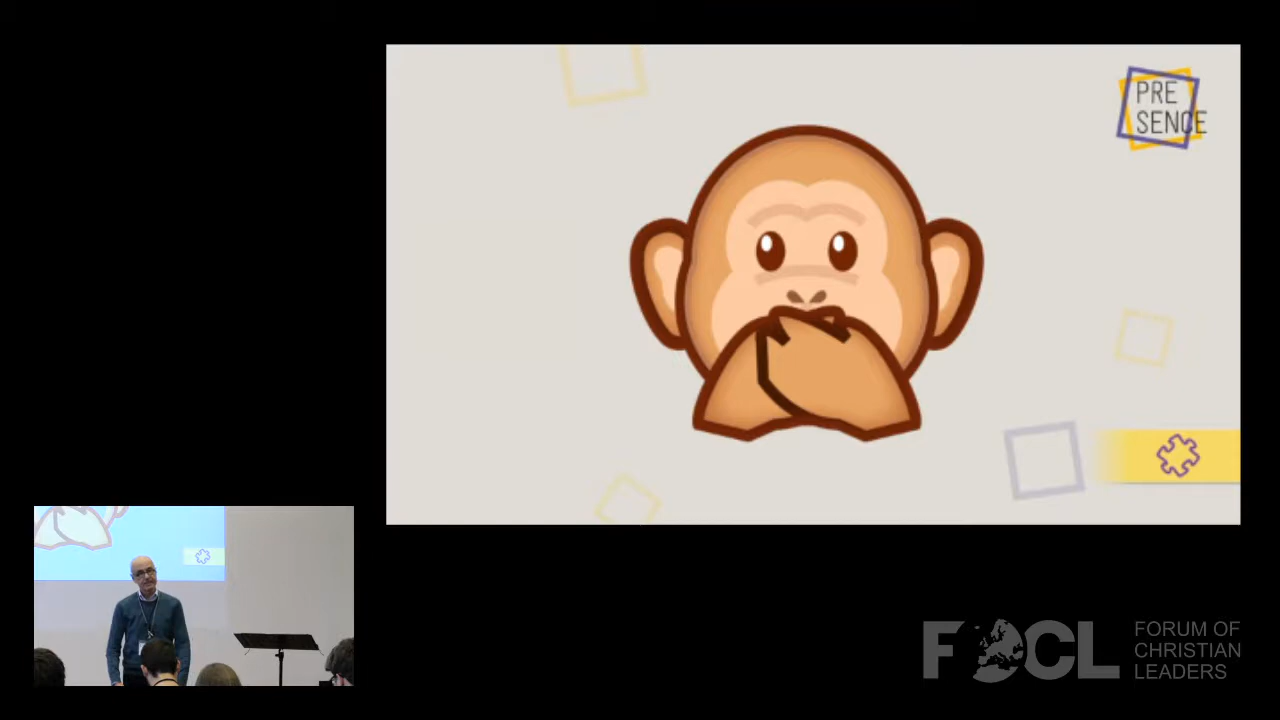 PRE
SENCE
FOCL
FORUM OF
CHRISTIAN
LEADERS